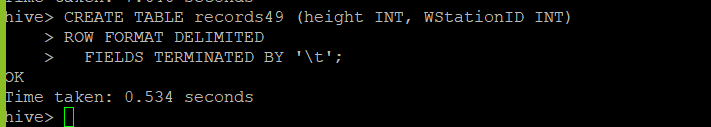 hive> CREATE TABLE records49 (height INT, WStationID INT)
    > ROW FORMAT DELIMITED
    >   FIELDS TERMINATED BY '\t';
OK
Time taken: 0.534 seconds
hive>